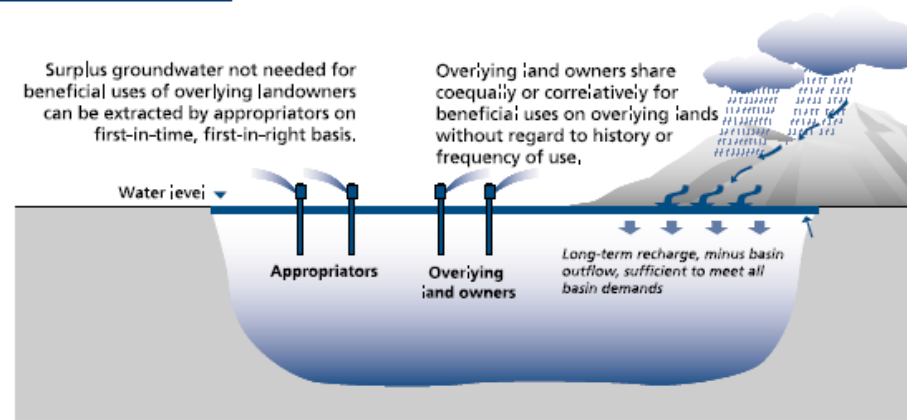 Surplus groundwater not needed for
beneficial uses of overlying landowners
can be extracted by appropriators on
first-in-time, first-in-right basis.
Overlying land owners share
coequally or correlatively for
beneficial uses on overlying lands
without regard to history or
frequency of use.
Water level
Appropriators
Overlying
land owners
Long-term recharge, minus basin
outflow, sufficient to meet all
basin demands